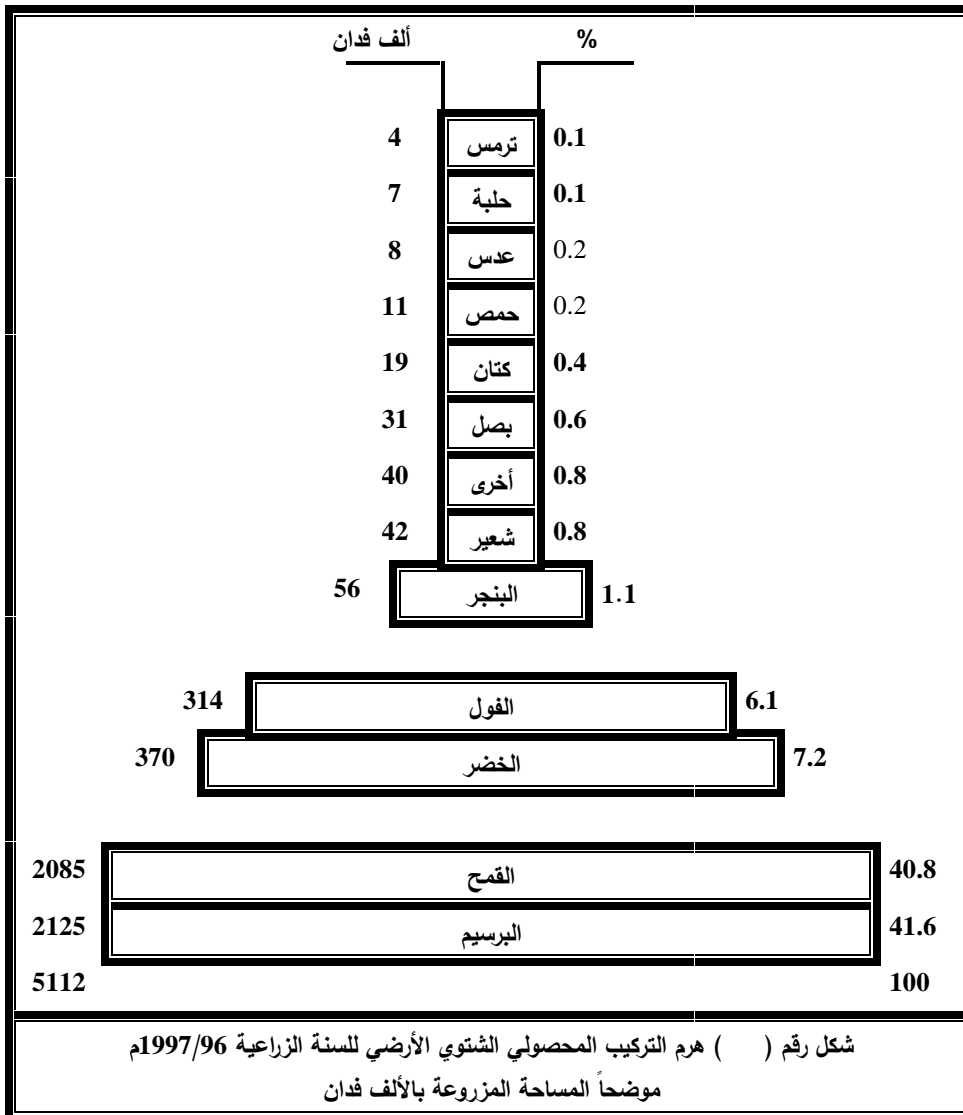 % ألف فدان
0.1 ترمس 4
0.1 حلبة 7
0.2 عدس 8
0.2 حمص 11
0.4 كتان 19
0.6 بصل 31
0.8 أخرى 40
0.8 شعير 42
1.1 البنجر 56
6.1 الفول 314
7.2 الخضر 370
40.8 القمح 2085
41.6 البرسيم 2125
100 5112
شكل رقم (    ) هرم التركيب المحصولي الشتوي الأرضي للسنة الزراعية 1997/96م
موضحاً المساحة المزروعة بالألف فدان